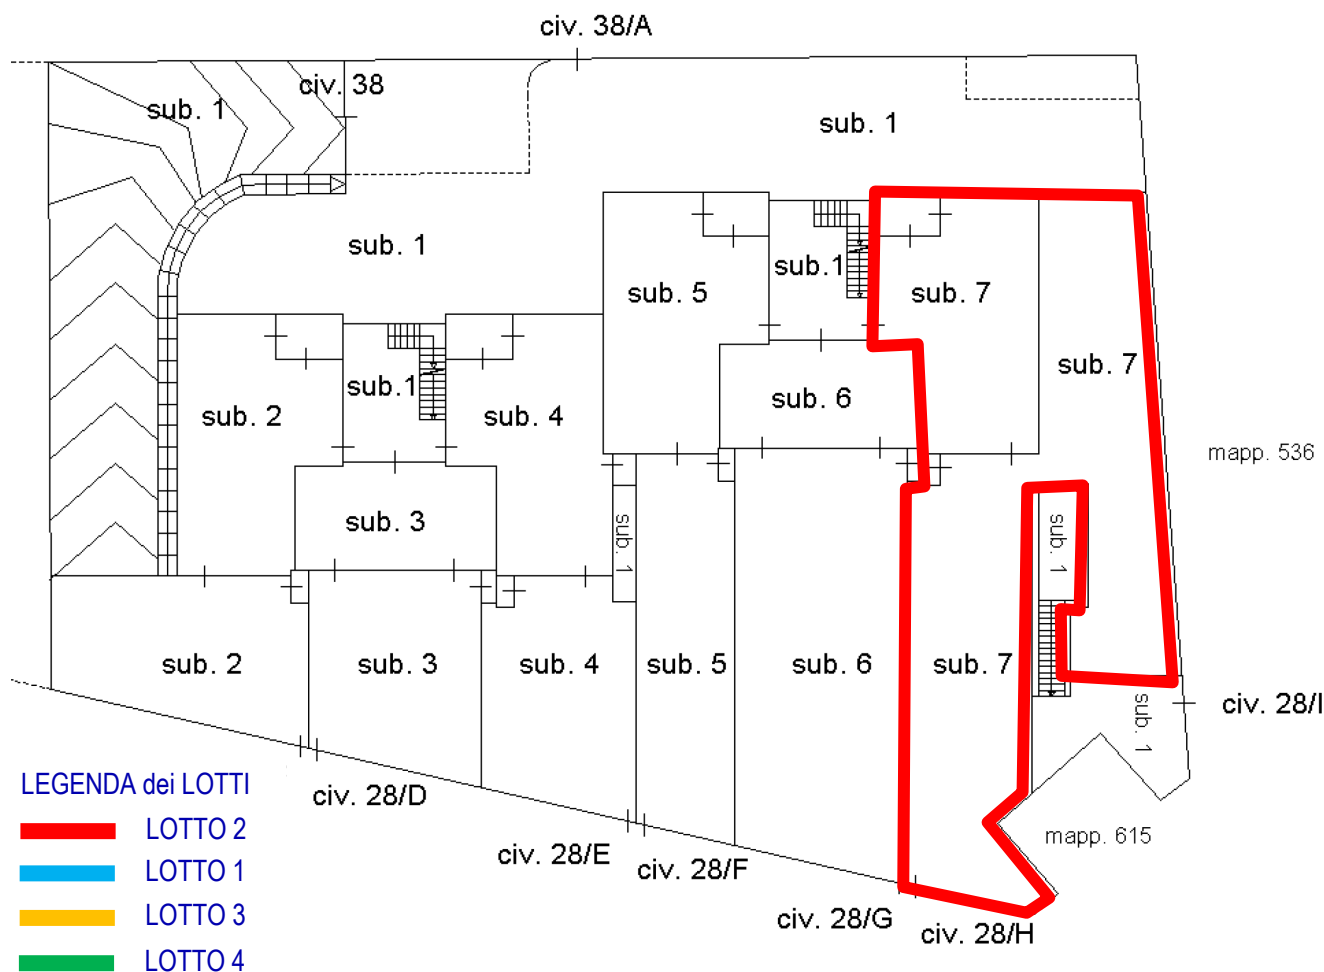 civ. 38/A
civ. 38
sub. 1
sub. 1
sub. 1
sub.1
sub. 5
sub. 7
sub. 7
sub.1
sub. 6
sub. 2
sub. 4
mapp. 536
sub. 3
sub. 1
sub. 1
sub. 2
sub. 3
sub. 4
sub. 5
sub. 6
sub. 7
sub. 1
civ. 28/I
LEGENDA dei LOTTI
civ. 28/D
LOTTO 2
mapp. 615
civ. 28/E
civ. 28/F
LOTTO 1
LOTTO 3
civ. 28/G
civ. 28/H
LOTTO 4